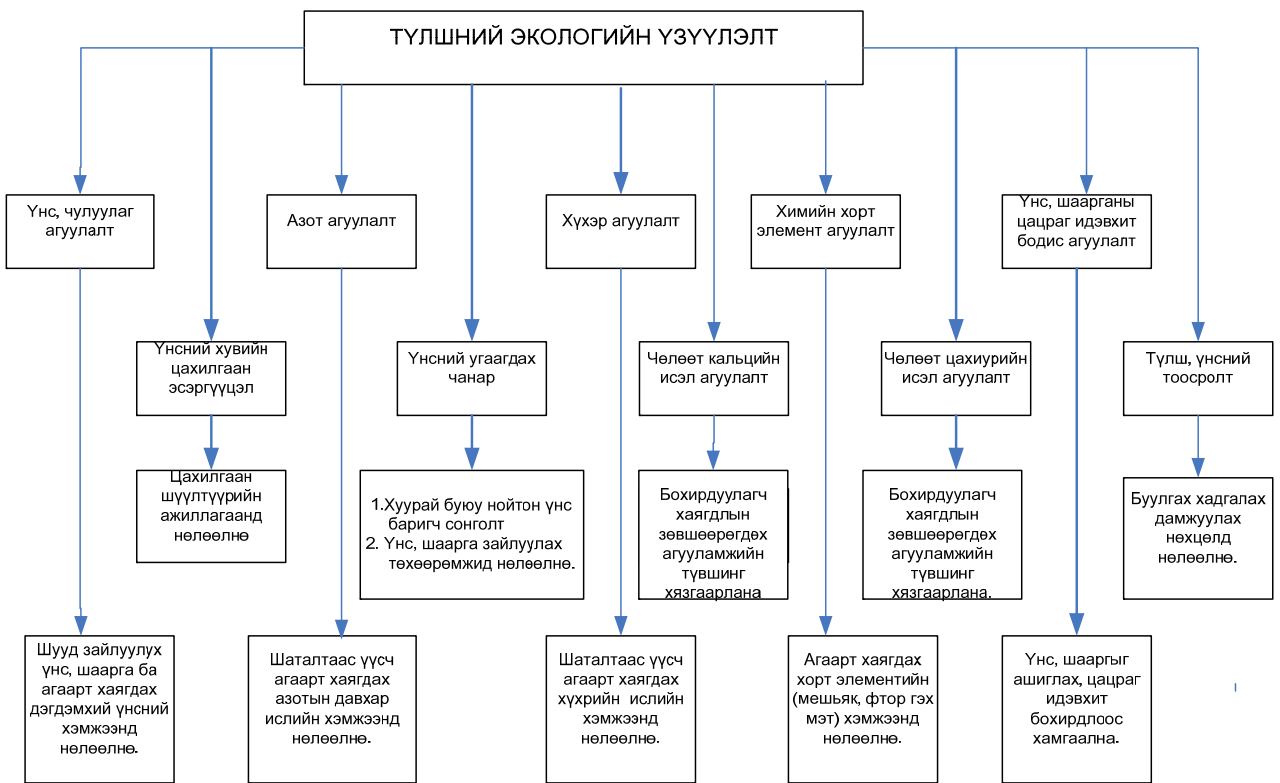 ТҮЛШНИЙ ЭКОЛОГИЙН ҮЗҮҮЛЭЛТ
Үнс, чулуулаг
агуулалт
Азот агуулалт
Хүхэр агуулалт
Химийн хорт
элемент агуулалт
Үнс, шаарганы
цацраг идэвхит
бодис агуулалт
Үнсний хувийн
цахилгаан
эсэргүүцэл
Үнсний угаагдах
чанар
Чөлөөт кальцийн
исэл агуулалт
Чөлөөт цахиурийн
исэл агуулалт
Түлш, үнсний
тоосролт
Цахилгаан
шүүлтүүрийн
ажиллагаанд
нөлөөлнө
1.Хуурай буюу нойтон үнс
баригч сонголт
2. Үнс, шаарга зайлуулах
төхөөрөмжид нөлөөлнө.
Бохирдуулагч
хаягдлын
зөвшөөрөгдөх
агууламжийн
түвшинг
хязгаарлана
Бохирдуулагч
хаягдлын
зөвшөөрөгдөх
агууламжийн
түвшинг
хязгаарлана.
Буулгах хадгалах
дамжуулах
нөхцөлд
нөлөөлнө.
Шууд зайлуулух
үнс, шаарга ба
агаарт хаягдах
дэгдэмхий үнсний
хэмжээнд
нөлөөлнө.
Шаталтаас үүсч
агаарт хаягдах
азотын давхар
ислийн хэмжээнд
нөлөөлнө.
Шаталтаас үүсч
агаарт хаягдах
хүхрийн ислийн
хэмжээнд
нөлөөлнө.
Агаарт хаягдах
хорт элементийн
(мешьяк, фтор гэх
мэт) хэмжээнд
нөлөөлнө.
Үнс, шааргыг
ашиглах, цацраг
идэвхит
бохирдлоос
хамгаална.